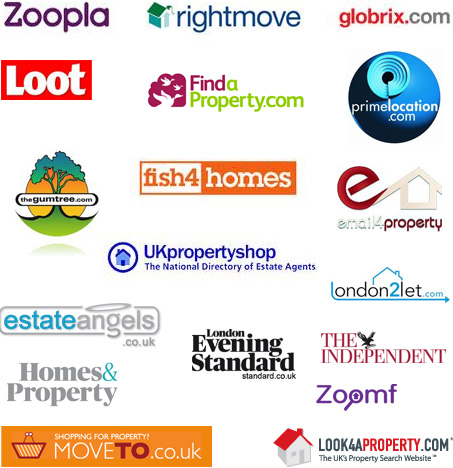 Zoopla
rightmove
globrix.com
Loot
Find a
Property.com
primelocation
.com
thegumtree.com
fish4homes
email4property
UKpropertyshop
The National Directory of Estate Agents
london2let.com
estateangels
.co.uk
London
Evening
Standard
standard.co.uk
THE
INDEPENDENT
Homes&
Property
Zoomf
SHOPPING FOR PROPERTY!
MOVETO.co.uk
LOOK4APROPERTY.COM™
The UK's Property Search Website™